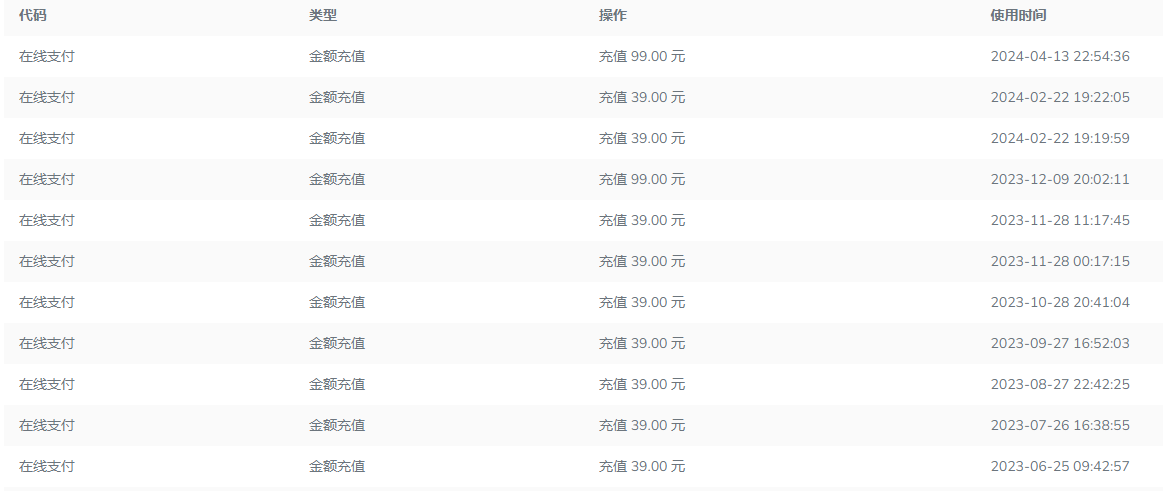 代码 类型 操作 使用时间
在线支付 金额充值 充值 99.00 元 2024-04-13 22:54:36
在线支付 金额充值 充值 39.00 元 2024-02-22 19:22:05
在线支付 金额充值 充值 39.00 元 2024-02-22 19:19:59
在线支付 金额充值 充值 99.00 元 2023-12-09 20:02:11
在线支付 金额充值 充值 39.00 元 2023-11-28 11:17:45
在线支付 金额充值 充值 39.00 元 2023-11-28 00:17:15
在线支付 金额充值 充值 39.00 元 2023-10-28 20:41:04
在线支付 金额充值 充值 39.00 元 2023-09-27 16:52:03
在线支付 金额充值 充值 39.00 元 2023-08-27 22:42:25
在线支付 金额充值 充值 39.00 元 2023-07-26 16:38:55
在线支付 金额充值 充值 39.00 元 2023-06-25 09:42:57